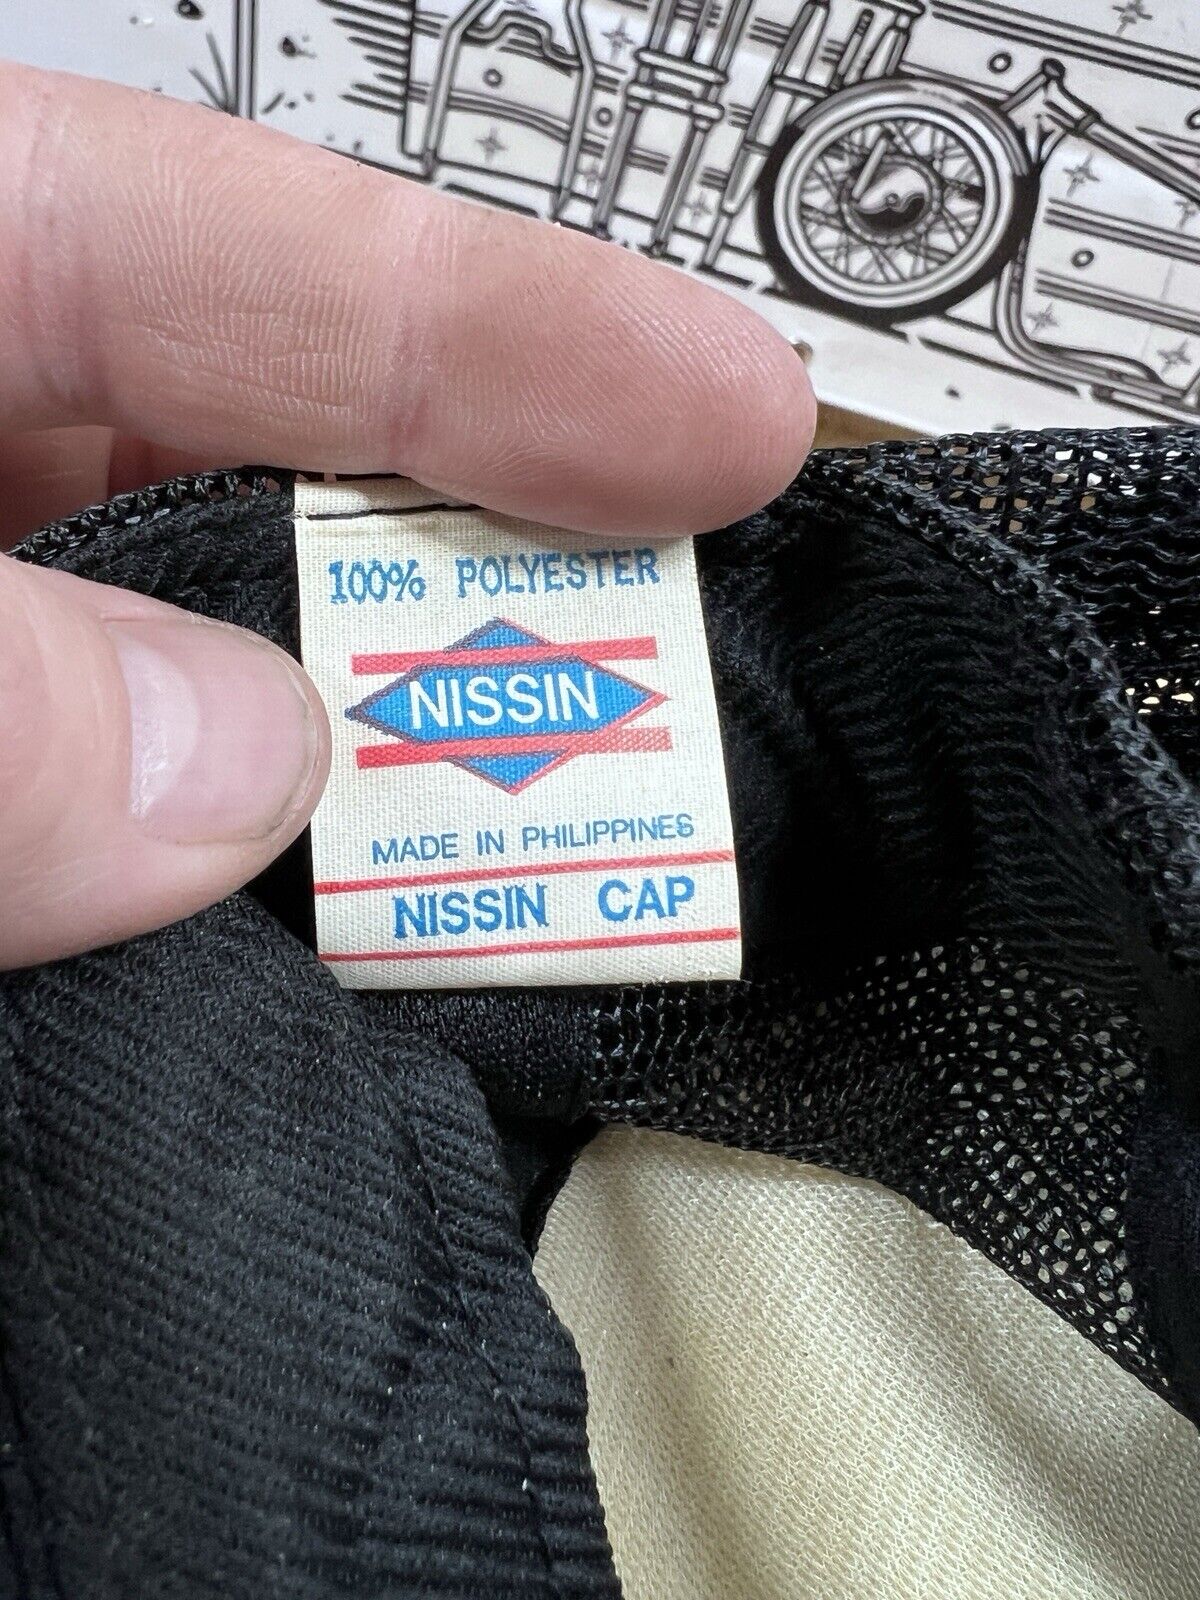 100% POLYESTER
NISSIN
MADE IN PHILIPPINES
NISSIN CAP